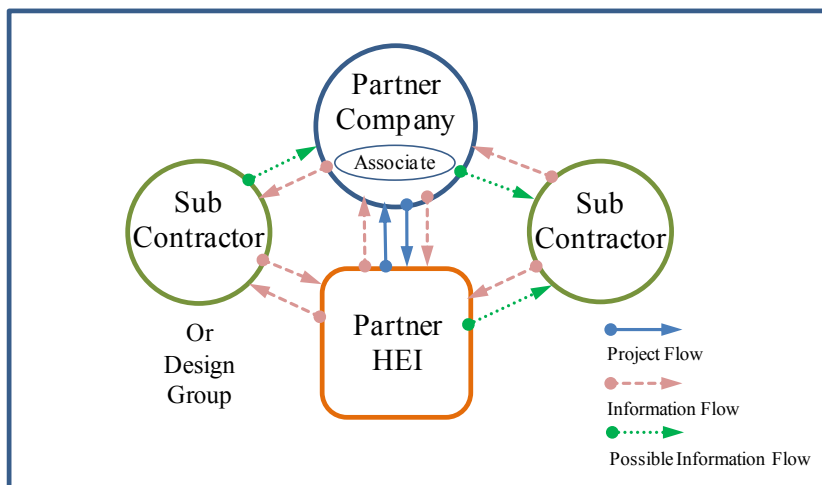 Partner
Company
Associate
Sub
Contractor
Sub
Contractor
Or
Design
Group
Partner
HEI
Project Flow
Information Flow
Possible Information Flow